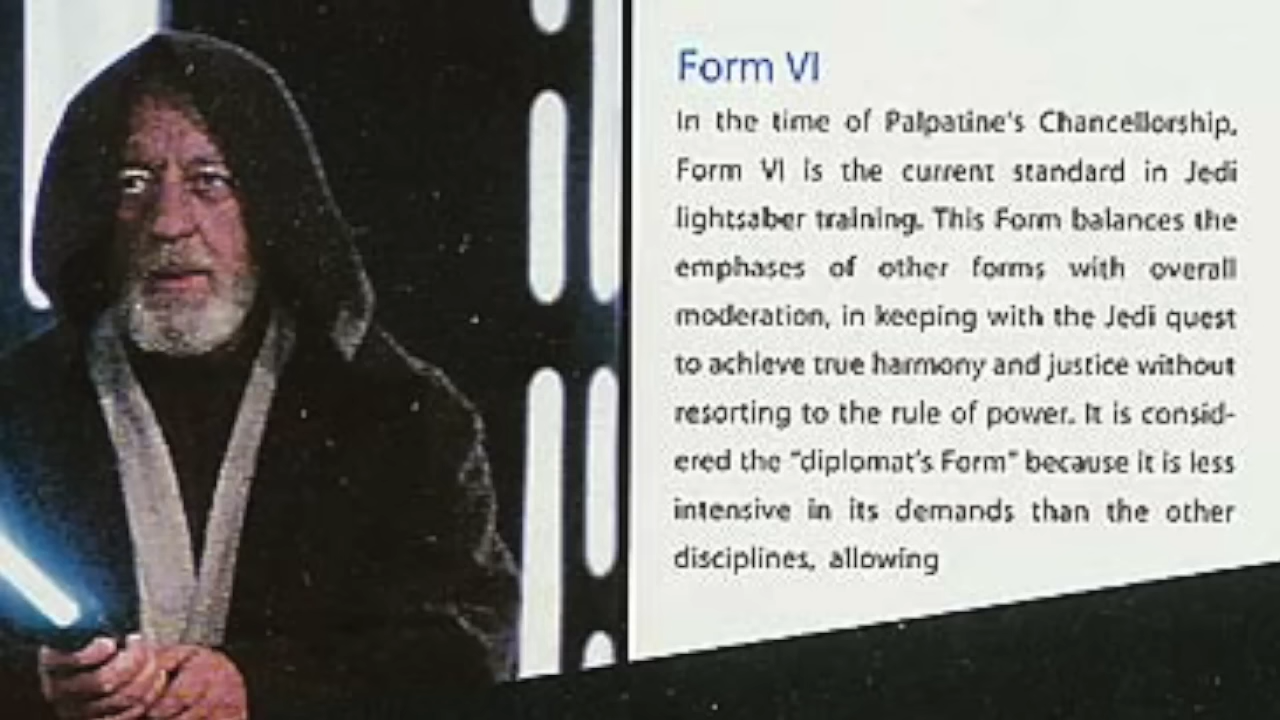 Form VI
In the time of Palpatine's Chancellorship,
Form VI is the current standard in Jedi
lightsaber training. This Form balances the
emphases of other forms with overall
moderation, in keeping with the Jedi quest
to achieve true harmony and justice without
resorting to the rule of power. It is consid-
ered the "diplomat's Form" because it is less
intensive in its demands than the other
disciplines, allowing